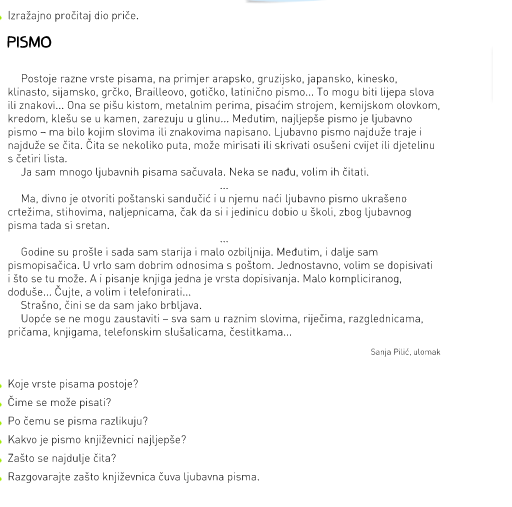 Izražajno pročitaj dio priče.
PISMO
Postoje razne vrste pisama, na primjer arapsko, gruzijsko, japansko, kinesko,
klinasto, sijamsko, grčko, Brailleovo, gotičko, latinično pismo... To mogu biti lijepa slova
ili znakovi... Ona se pišu kistom, metalnim perima, pisaćim strojem, kemijskom olovkom,
kredom, klešu se u kamen, zarezuju u glinu... Međutim, najljepše pismo je ljubavno
pismo – ma bilo kojim slovima ili znakovima napisano. Ljubavno pismo najduže traje i
najduže se čita. Čita se nekoliko puta, može mirisati ili skrivati osušeni cvijet ili djetelinu
s četiri lista.
Ja sam mnogo ljubavnih pisama sačuvala. Neka se nađu, volim ih čitati.
...
Ma, divno je otvoriti poštanski sandučić i u njemu naći ljubavno pismo ukrašeno
crtežima, stihovima, naljepnicama, čak da si i jedinicu dobio u školi, zbog ljubavnog
pisma tada si sretan.
...
Godine su prošle i sada sam starija i malo ozbiljnija. Međutim, i dalje sam
pismopisačica. U vrlo sam dobrim odnosima s poštom. Jednostavno, volim se dopisivati
i što se tu može. A i pisanje knjiga jedna je vrsta dopisivanja. Malo kompliciranog,
doduše... Čujte, a volim i telefonirati...
Strašno, čini se da sam jako brbljava.
Uopće se ne mogu zaustaviti – sva sam u raznim slovima, riječima, razglednicama,
pričama, knjigama, telefonskim slušalicama, čestitkama...
Sanja Pilić, ulomak
Koje vrste pisama postoje?
Čime se može pisati?
Po čemu se pisma razlikuju?
Kakvo je pismo književnici najljepše?
Zašto se najdulje čita?
Razgovarajte zašto književnica čuva ljubavna pisma.